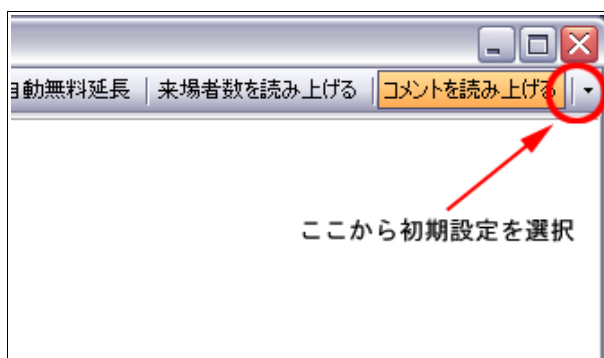 自動無料延長 来場者数を読み上げる コメントを読み上げる
ここから初期設定を選択